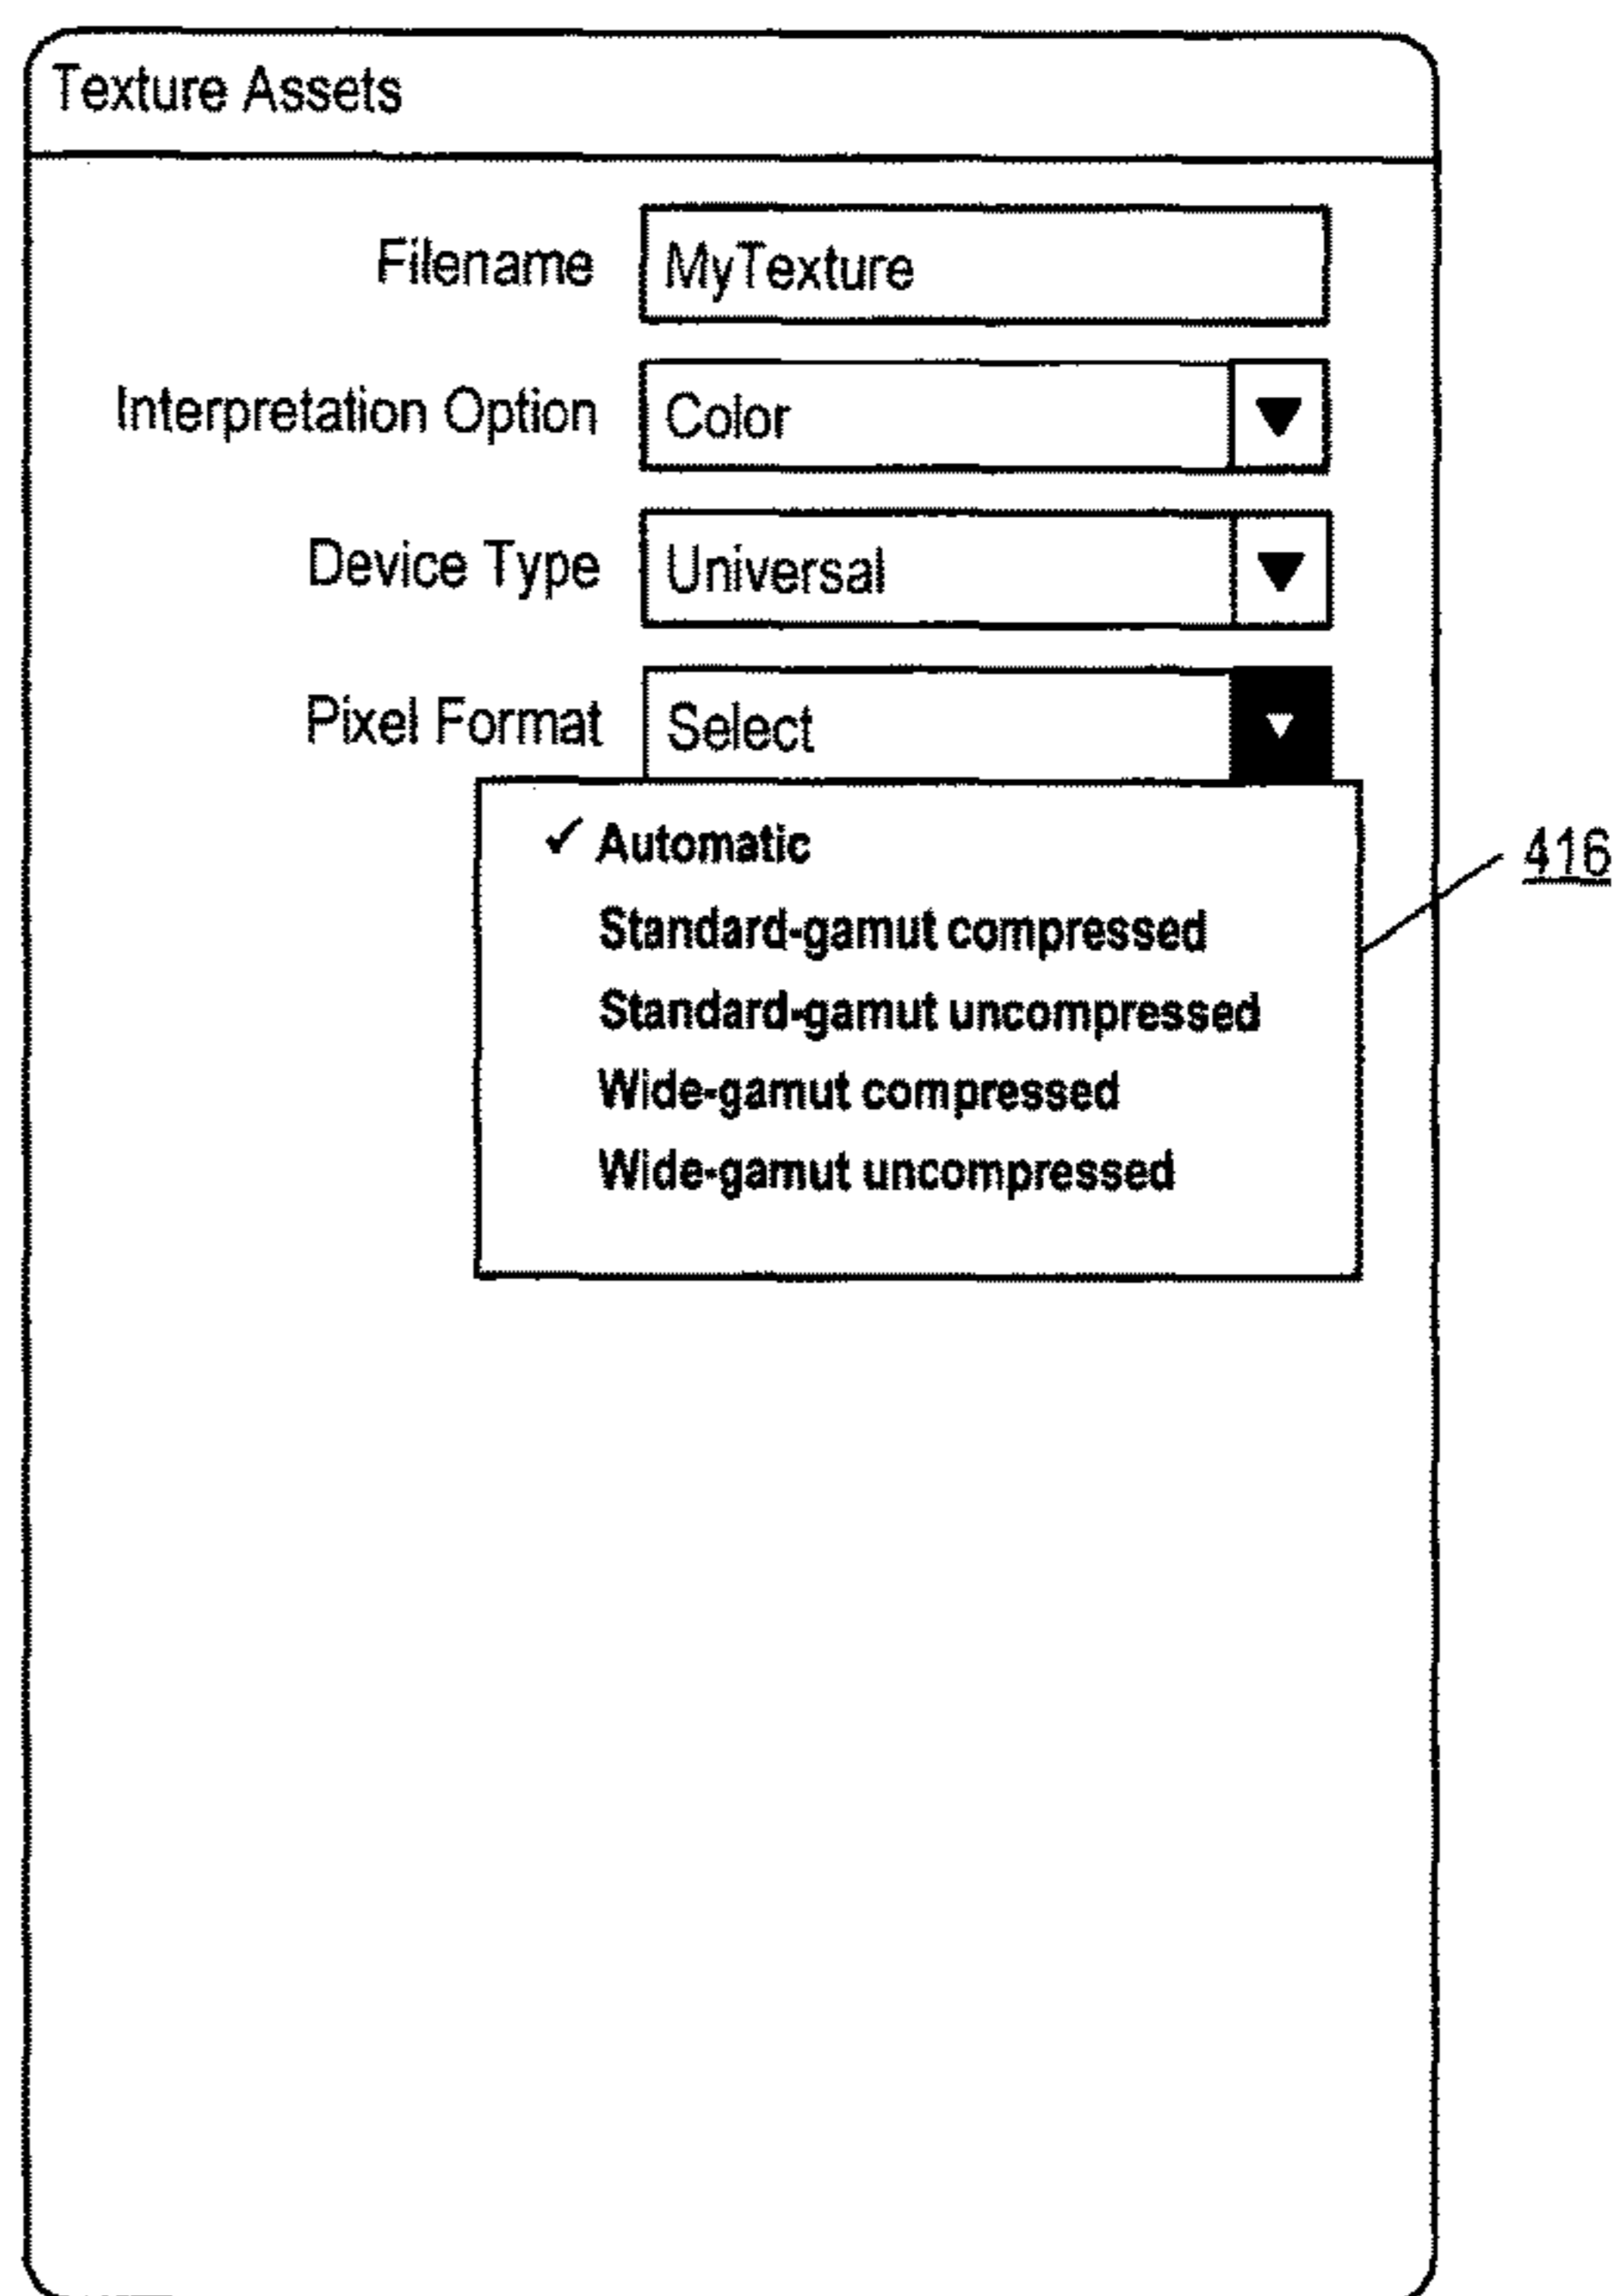 Texture Assets
Filename MyTexture
Interpretation Option Color
Device Type Universal
Pixel Format Select
✓ Automatic
416
Standard-gamut compressed
Standard-gamut uncompressed
Wide-gamut compressed
Wide-gamut uncompressed